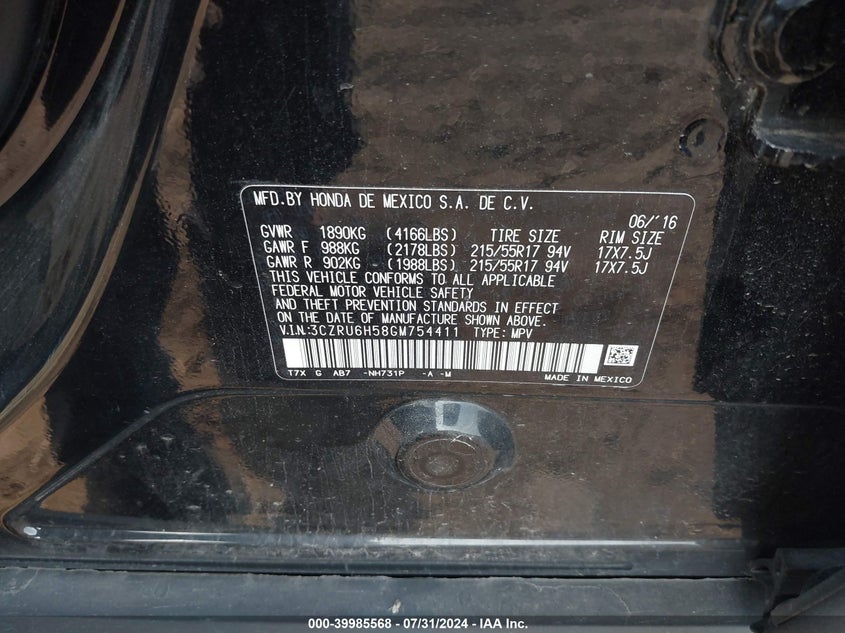 MFD.BY HONDA DE MEXICO S.A. DE C.V.
06/'16
GVWR 1890KG (4166LBS) TIRE SIZE RIM SIZE
GAWR F 988KG (2178LBS) 215/55R17 94V 17X7.5J
GAWR R 902KG (1988LBS) 215/55R17 94V 17X7.5J
THIS VEHICLE CONFORMS TO ALL APPLICABLE
FEDERAL MOTOR VEHICLE SAFETY
AND THEFT PREVENTION STANDARDS IN EFFECT
ON THE DATE OF MANUFACTURE SHOWN ABOVE.
V.I.N:3CZRU6H58GM754411 TYPE: MPV
T7X G AB7 -NH731P -A -M MADE IN MEXICO
000-39985568 - 07/31/2024 - IAA Inc.